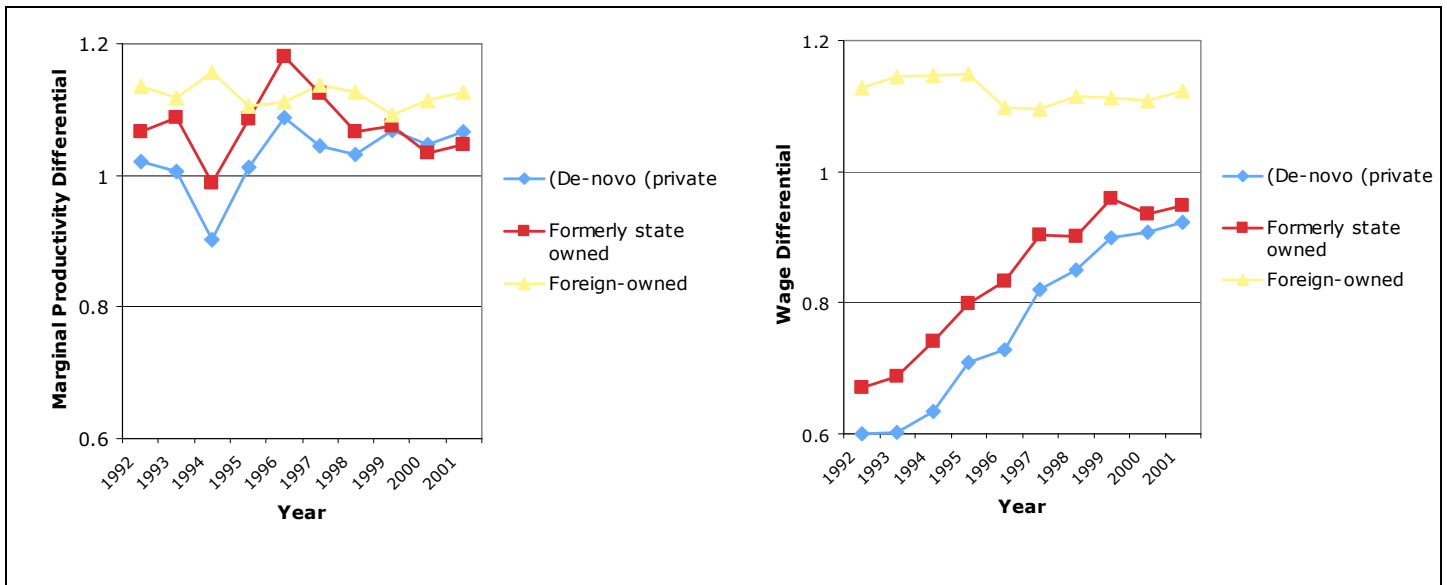 Marginal Productivity Differential
1.2
1
0.8
0.6
1992
1993
1994
1995
1996
1997
1998
1999
2000
2001
Year
(De-novo (private
Formerly state
owned
Foreign-owned
Wage Differential
1.2
1
0.8
0.6
1992
1993
1994
1995
1996
1997
1998
1999
2000
2001
Year
(De-novo (private
Formerly state
owned
Foreign-owned